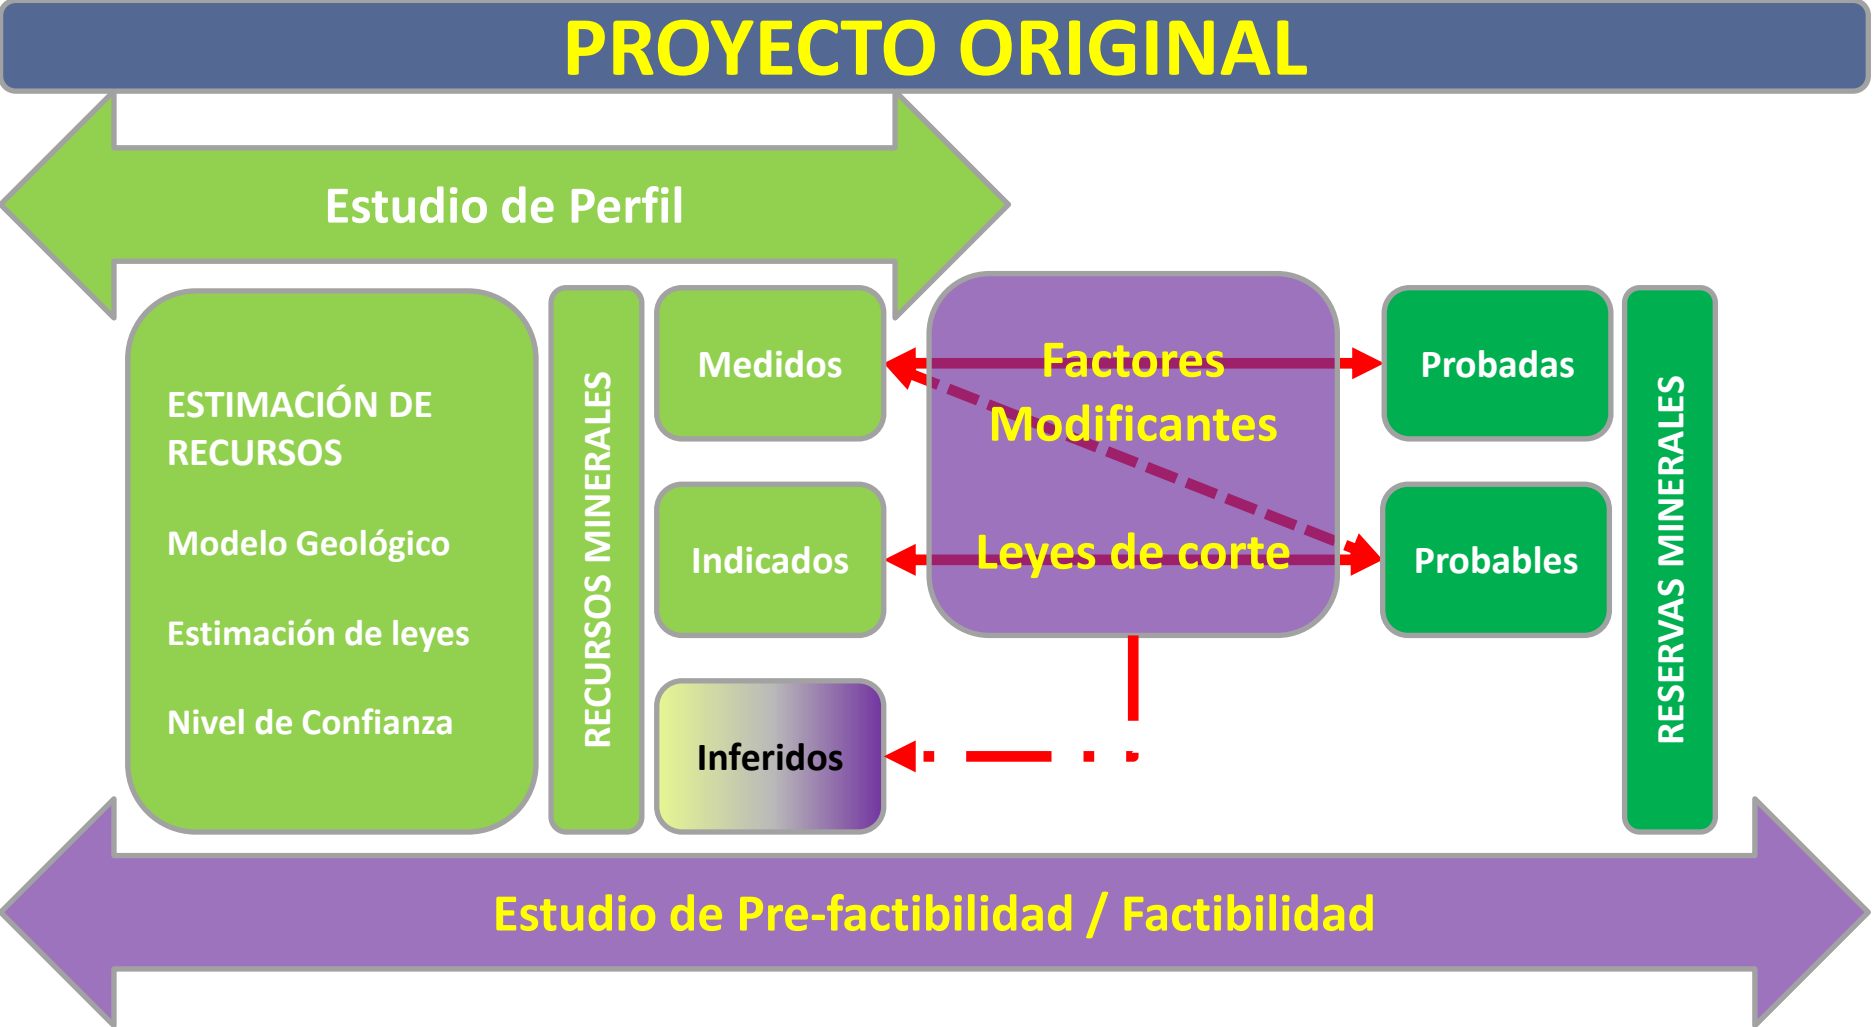 PROYECTO ORIGINAL
Estudio de Perfil
ESTIMACIÓN DE
RECURSOS
Modelo Geológico
Estimación de leyes
Nivel de Confianza
RECURSOS MINERALES
Medidos
Indicados
Inferidos
Factores
Modificantes
Leyes de corte
Probadas
Probables
RESERVAS MINERALES
Estudio de Pre-factibilidad / Factibilidad